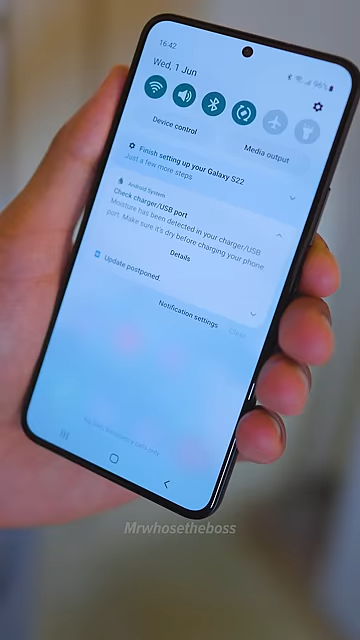 16:42
96%
Wed, 1 Jun
Device control
Media output
Finish setting up your Galaxy S22
Just a few more steps
Android System
Check charger/USB port
Moisture has been detected in your charger/USB
port. Make sure it's dry before charging your phone.
Details
Update postponed.
Notification settings
Clear
Mrwhosetheboss